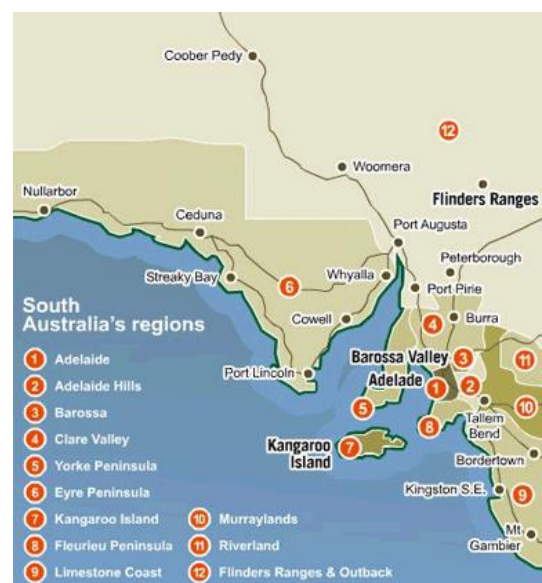 Coober Pedy
12
Woomera
Flinders Ranges
Nullarbor
Ceduna
Port Augusta
Peterborough
Streaky Bay
Whyalla
6
Port Pirie
Cowell
4
Burra
Barossa Valley
3
11
Port Lincoln
Adelade
1
2
10
5
8
Tallem
Bend
Kangaroo
Island
7
Bordertown
Kingston S.E.
9
Mt
Gambier
South
Australia's regions
1 Adelaide
2 Adelaide Hills
3 Barossa
4 Clare Valley
5 Yorke Peninsula
6 Eyre Peninsula
7 Kangaroo Island
8 Fleurieu Peninsula
9 Limestone Coast
10 Murraylands
11 Riverland
12 Flinders Ranges & Outback